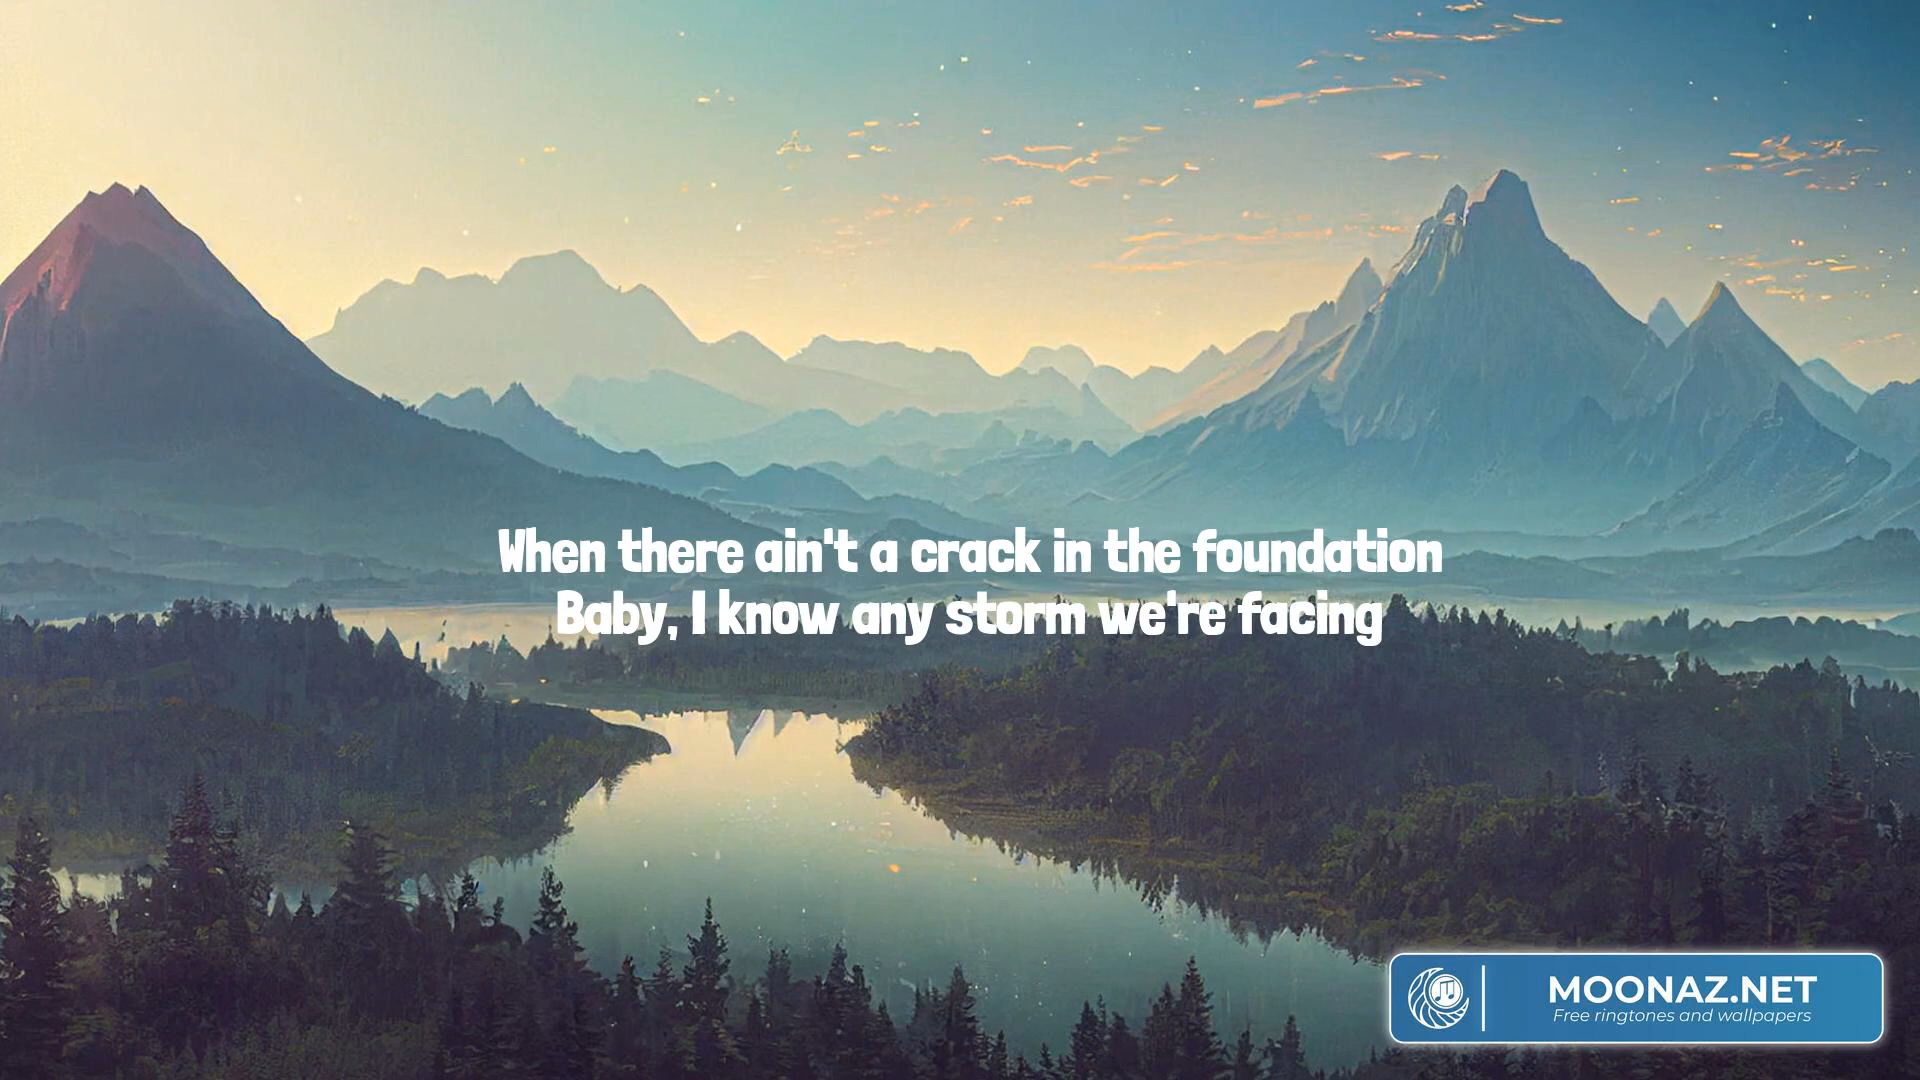 When there ain't a crack in the foundation
Baby, I know any storm we're facing
MOONAZ.NET
Free ringtones and wallpapers